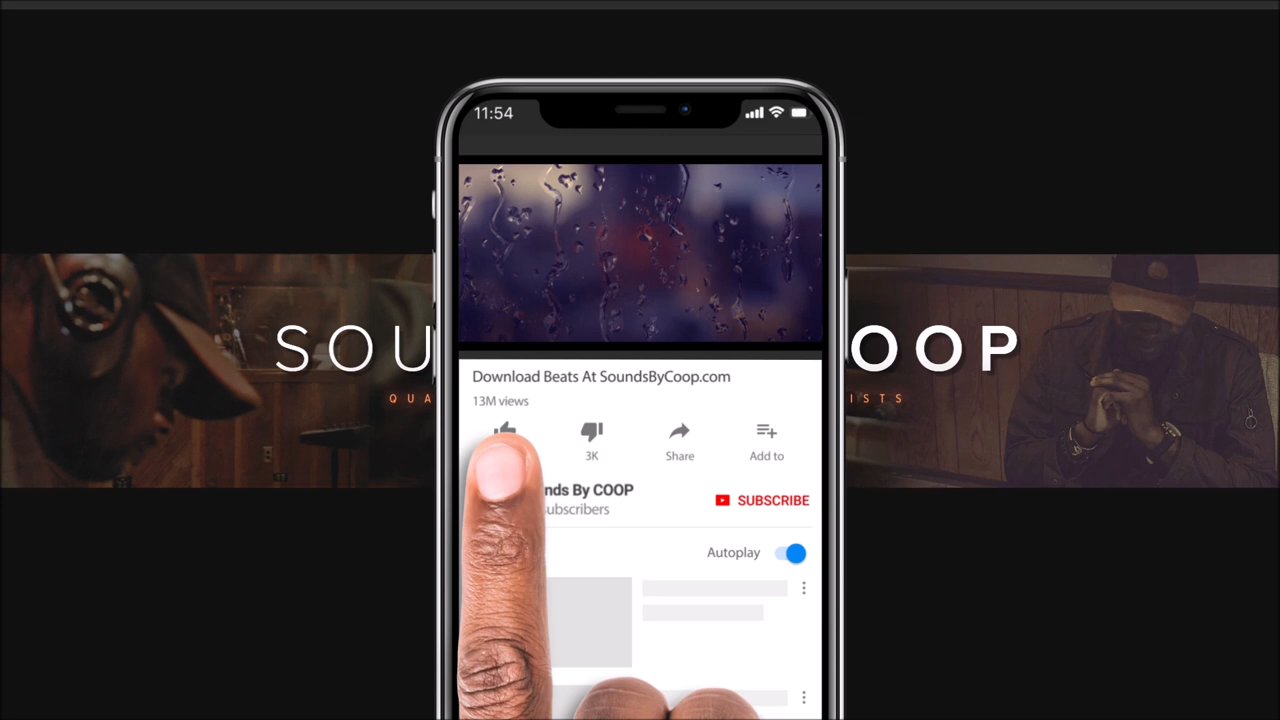 11:54
SOU OOP
QUA ISTS
Download Beats At SoundsByCoop.com
13M views
3K Share Add to
nds By COOP
ubscribers
SUBSCRIBE
Autoplay